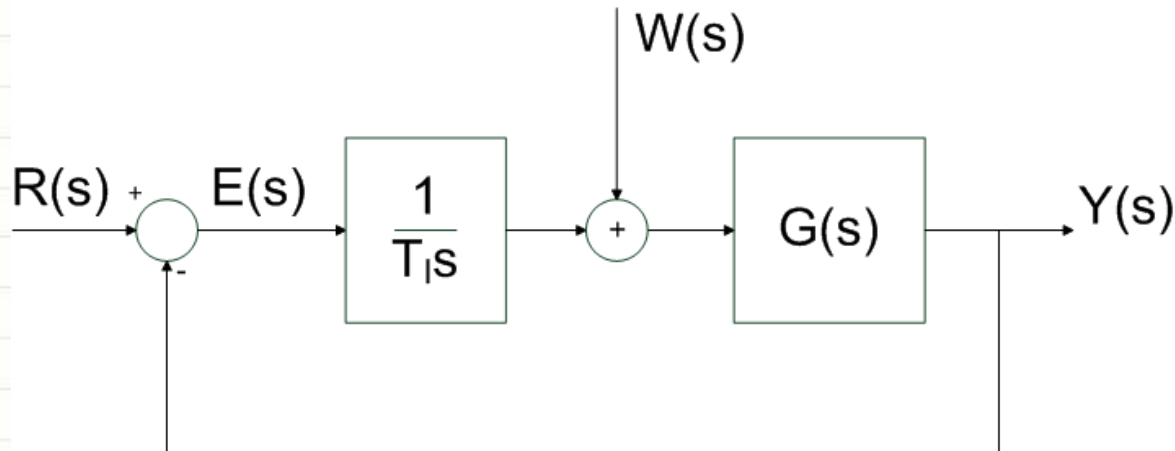 W(s)
R(s) + E(s)
1
T_Is
+
G(s)
Y(s)
-